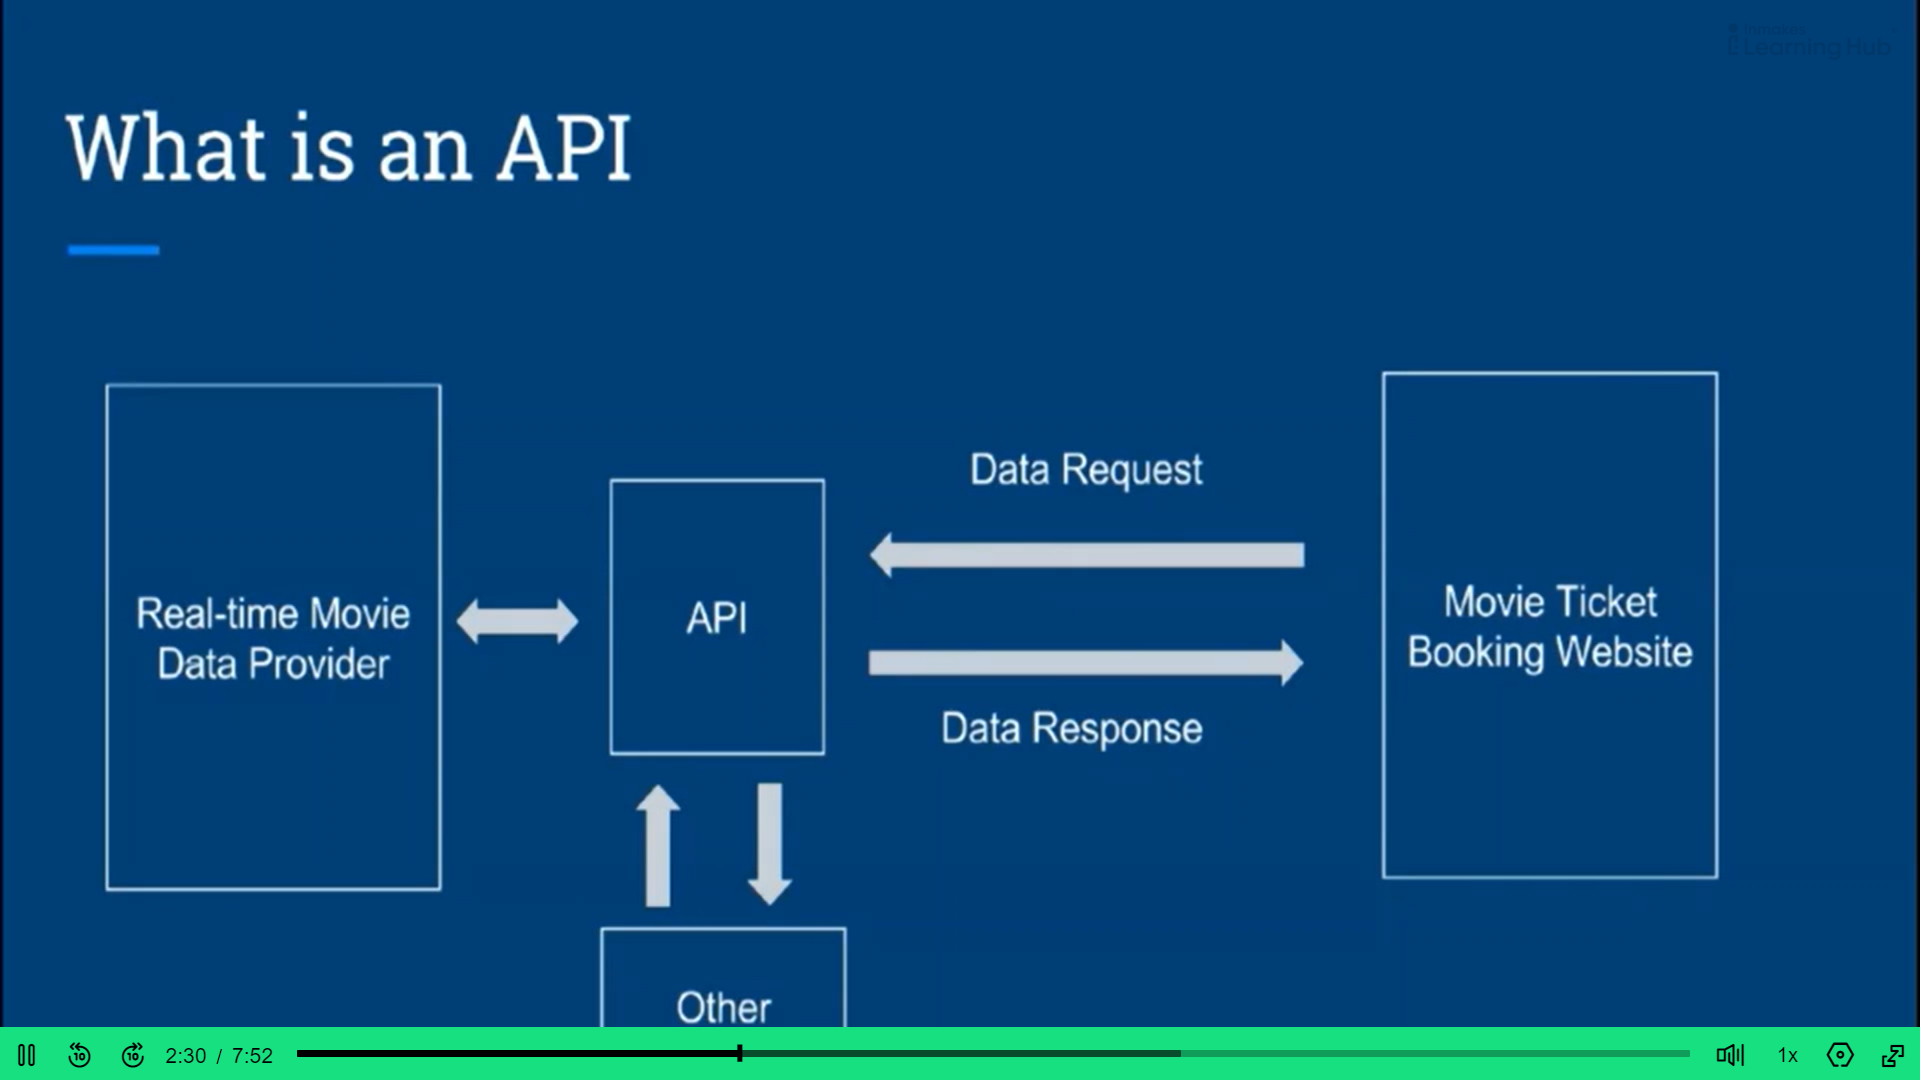 inmakes
Learning Hub
What is an API
Data Request
Real-time Movie
Data Provider
API
Movie Ticket
Booking Website
Data Response
Other
2:30 / 7:52
10
10
1x